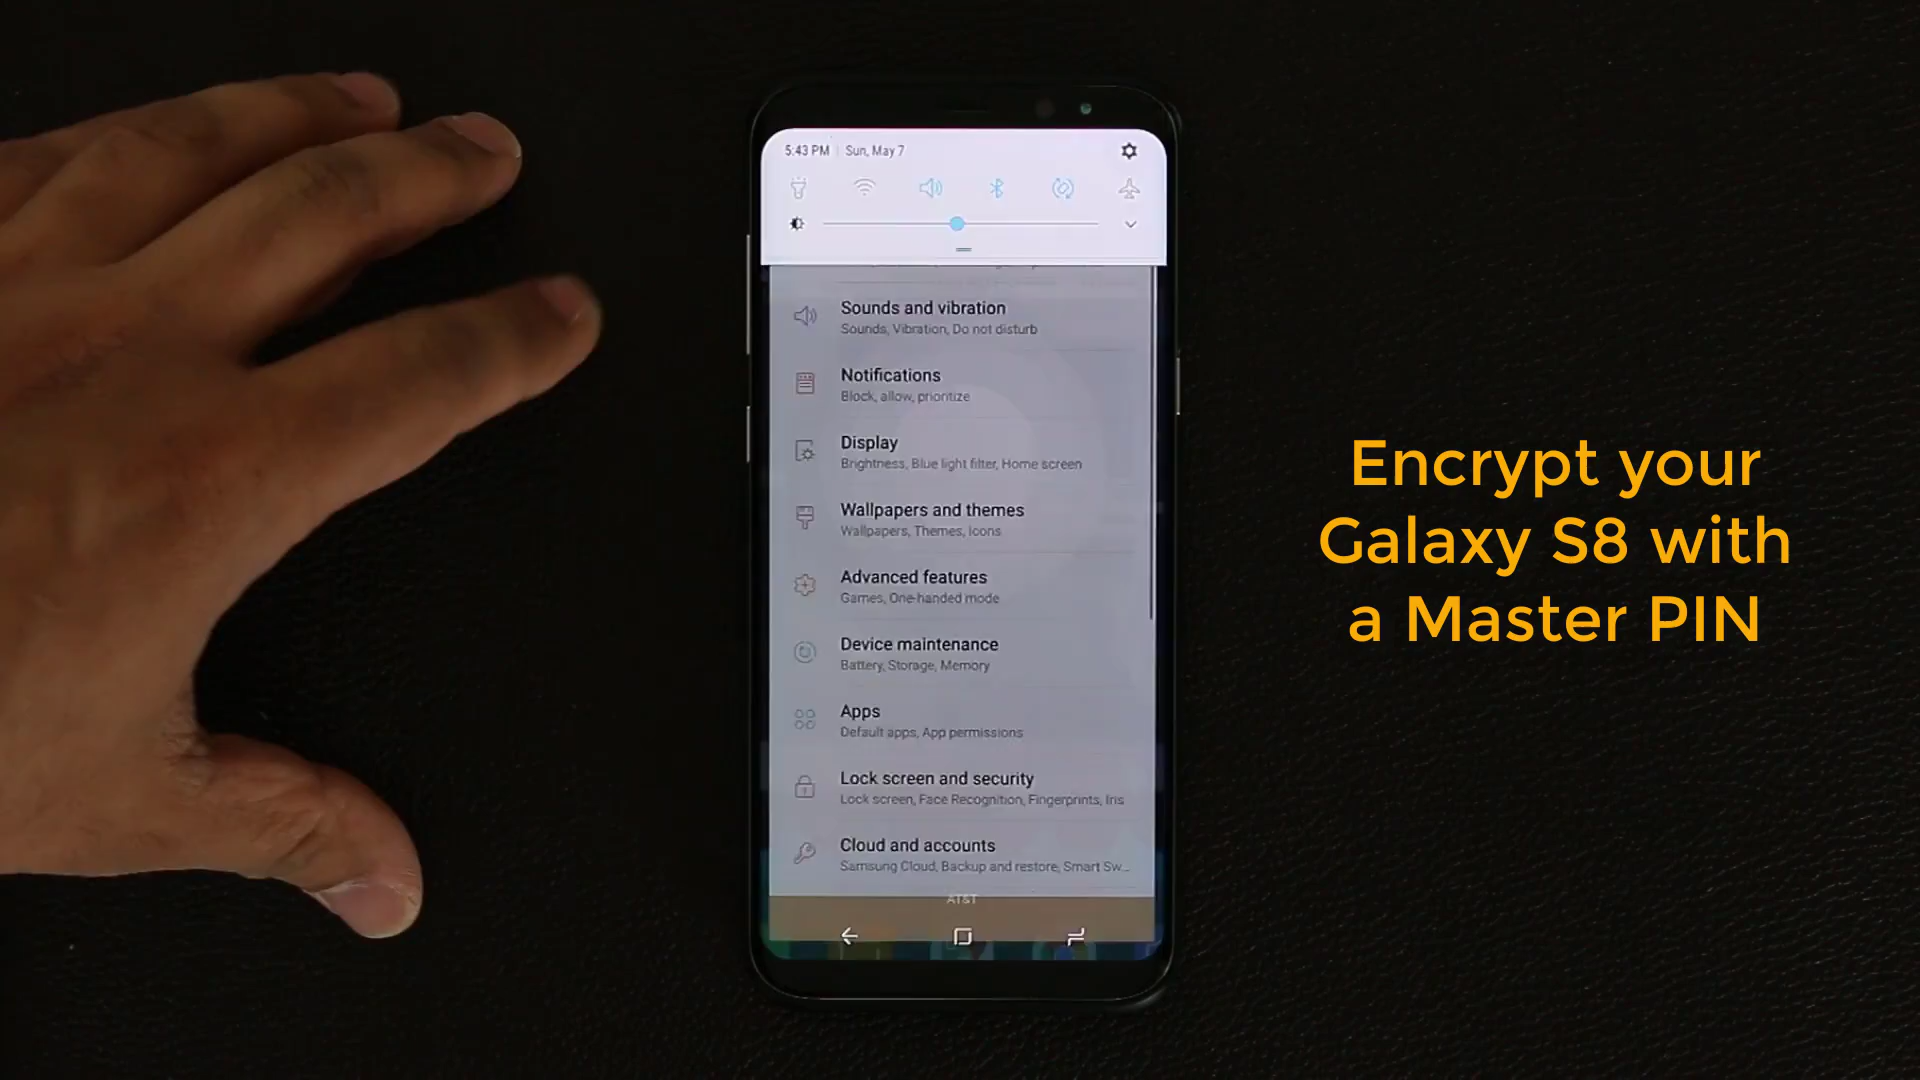 5:43 PM | Sun, May 7
Sounds and vibration
Sounds, Vibration, Do not disturb
Notifications
Block, allow, prioritize
Display
Brightness, Blue light filter, Home screen
Wallpapers and themes
Wallpapers, Themes, Icons
Advanced features
Games, One-handed mode
Device maintenance
Battery, Storage, Memory
Apps
Default apps, App permissions
Lock screen and security
Lock screen, Face Recognition, Fingerprints, Iris
Cloud and accounts
Samsung Cloud, Backup and restore, Smart Sw...
AT&T
Encrypt your
Galaxy S8 with
a Master PIN